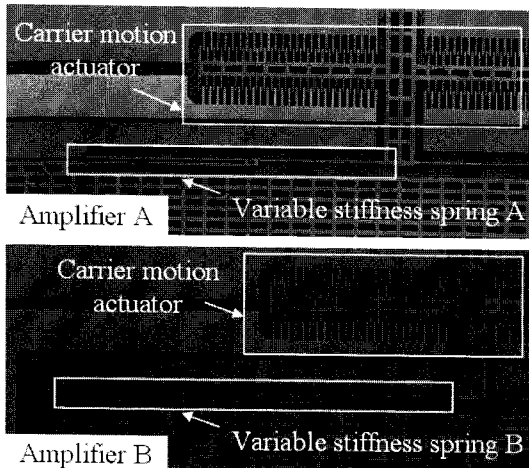 Carrier motion
actuator
Amplifier A
Variable stiffness spring A
Carrier motion
actuator
Variable stiffness spring B
Amplifier B